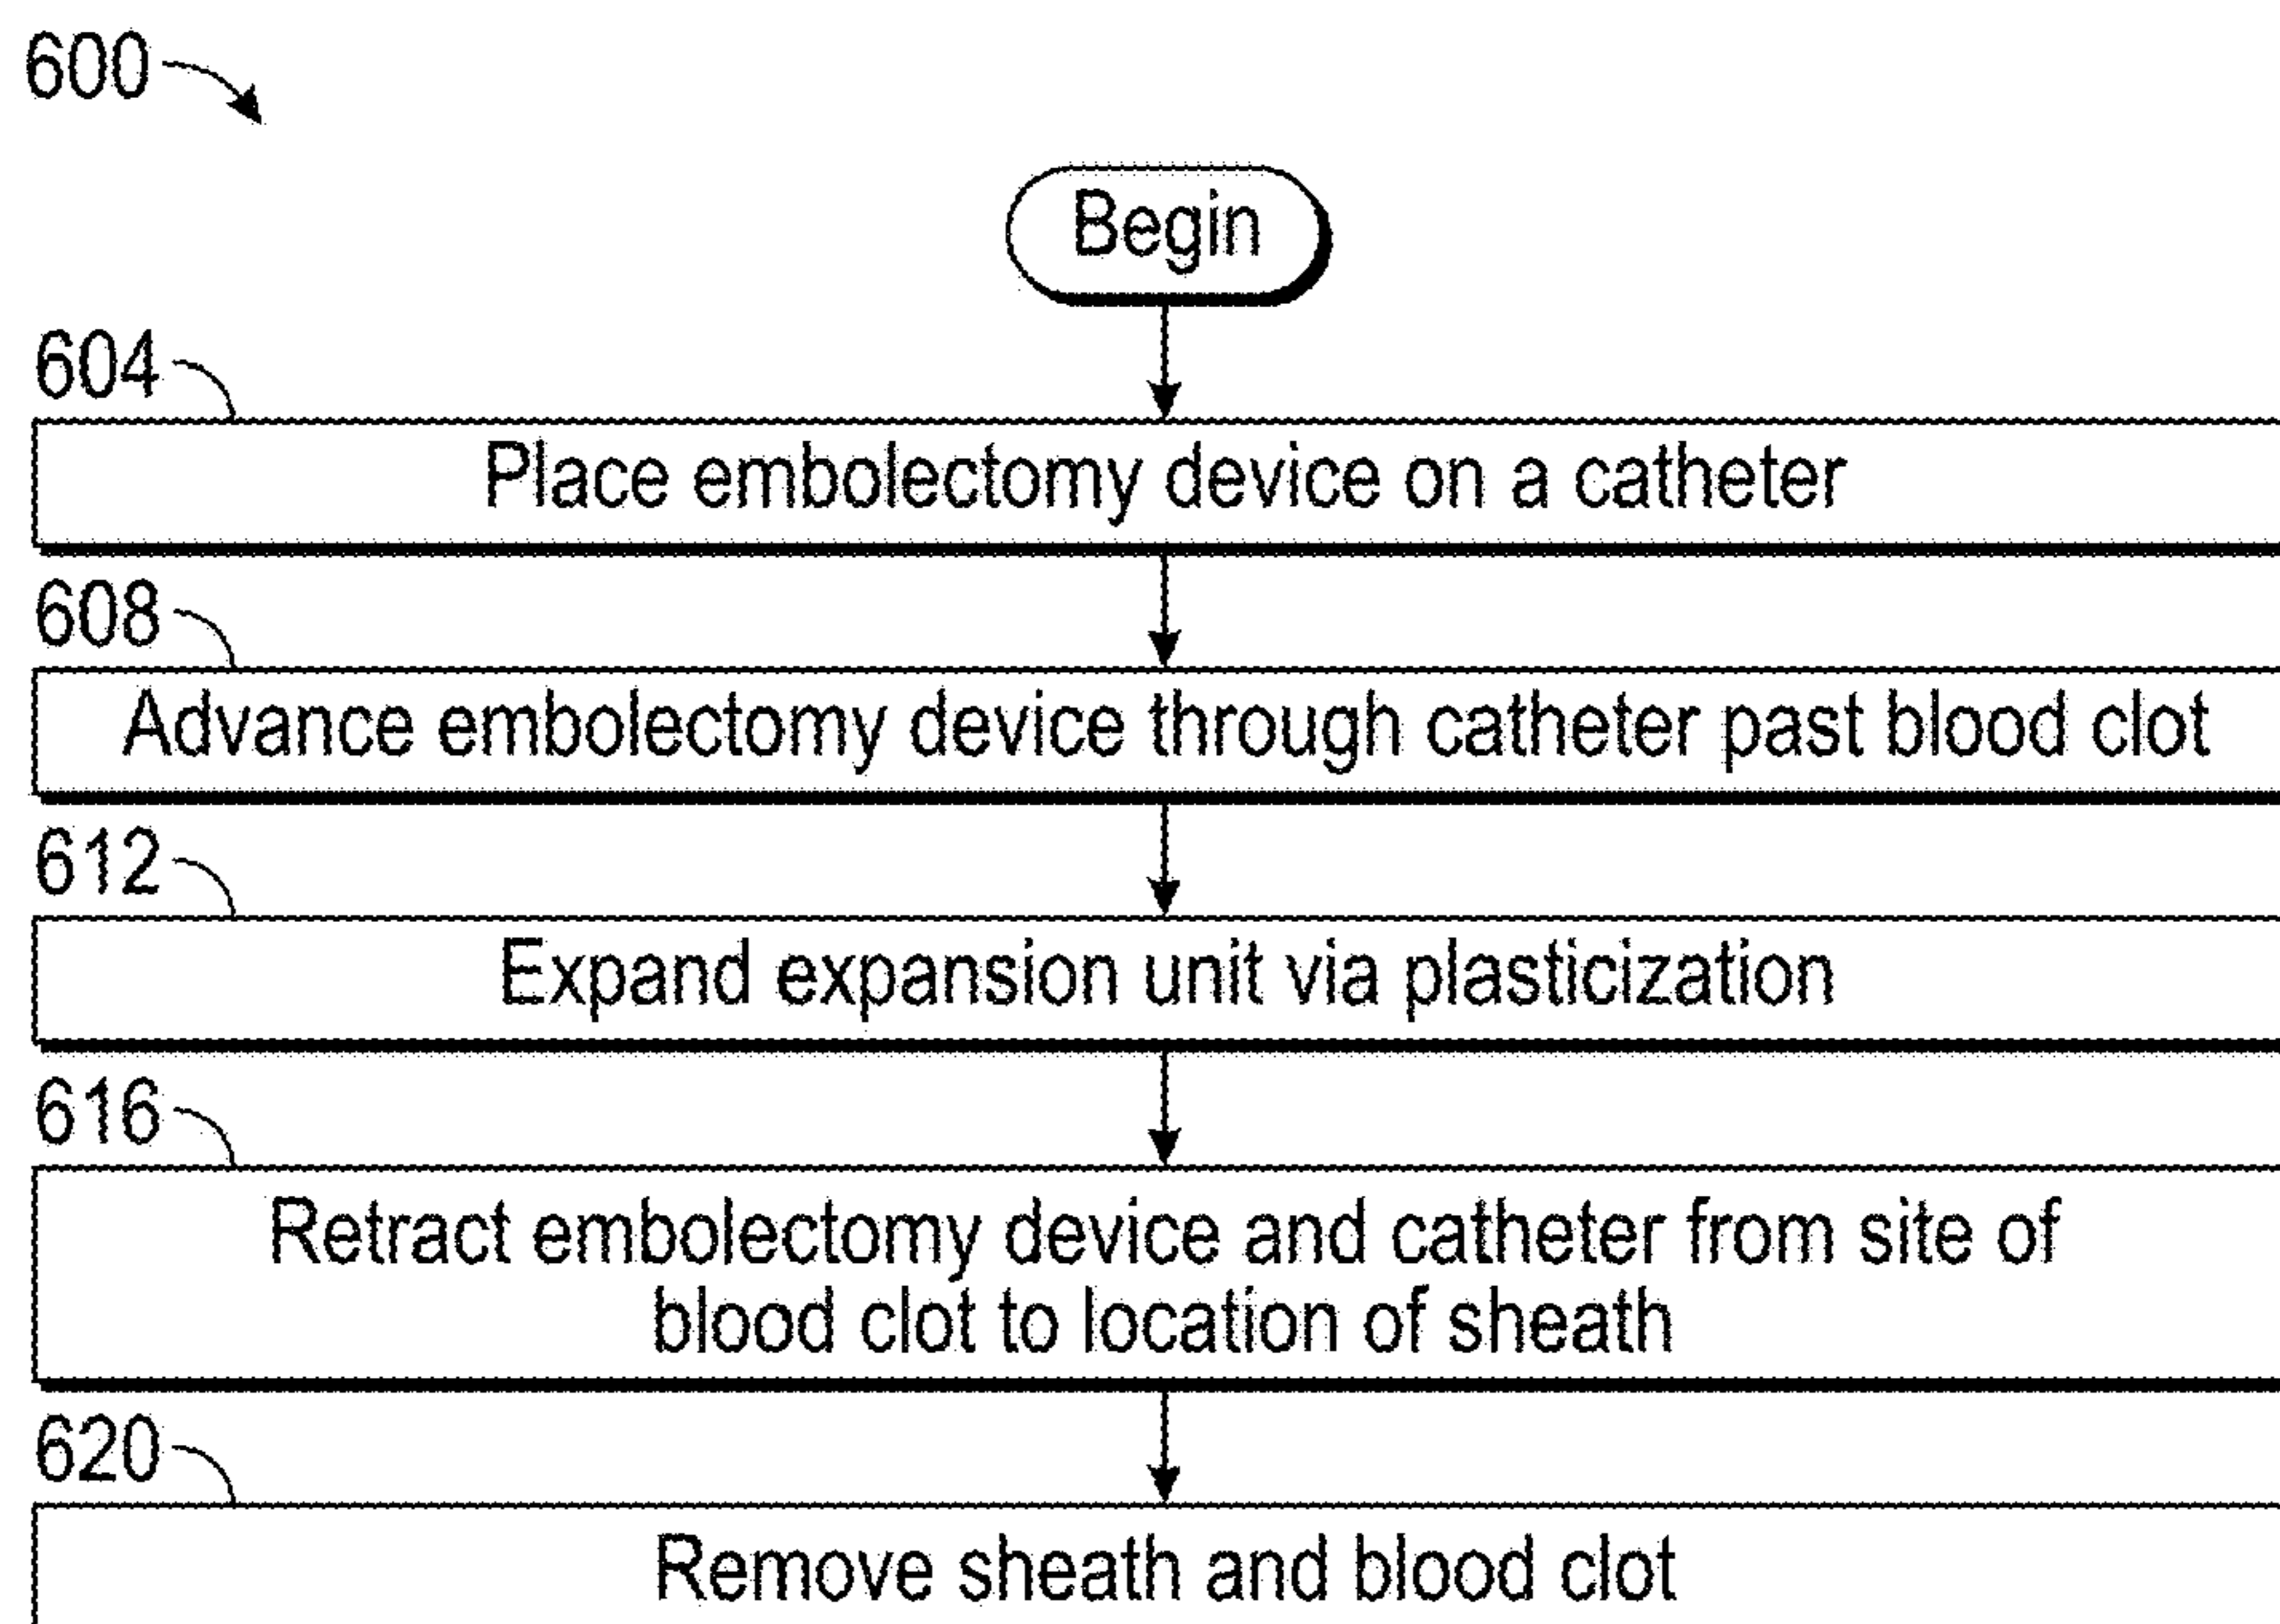 600
Begin
604
Place embolectomy device on a catheter
608
Advance embolectomy device through catheter past blood clot
612
Expand expansion unit via plasticization
616
Retract embolectomy device and catheter from site of
blood clot to location of sheath
620
Remove sheath and blood clot